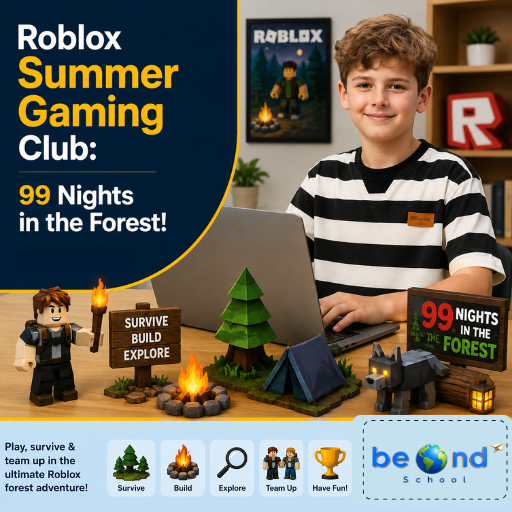 Roblox
Summer
Gaming
Club:
99 Nights
in the Forest!
ROBLOX
R
SURVIVE
BUILD
EXPLORE
99 NIGHTS
IN THE
FOREST
Play, survive &
team up in the
ultimate Roblox
forest adventure!
Survive
Build
Explore
Team Up
Have Fun!
beyond
School